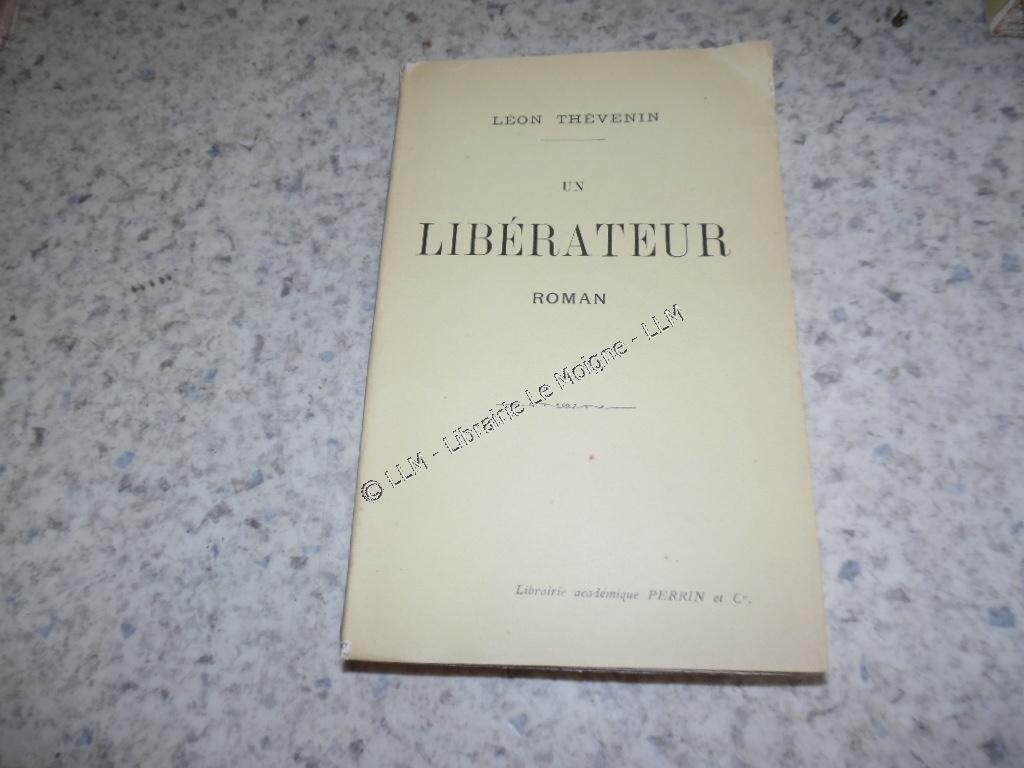 LÉON THÉVENIN
UN
LIBÉRATEUR
ROMAN
© LLM - Librairie Le Moigne - LLM
Librairie académique PERRIN et Cie.